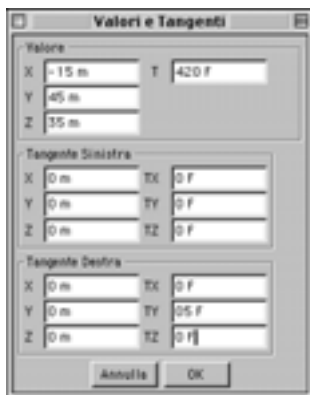 Valori e Tangenti
Valore
X -15 m T 420 F
Y 45 m
Z 35 m
Tangente Sinistra
X 0 m TX 0 F
Y 0 m TY 0 F
Z 0 m TZ 0 F
Tangente Destra
X 0 m TX 0 F
Y 0 m TY 05 F
Z 0 m TZ 0 F
Annulla OK